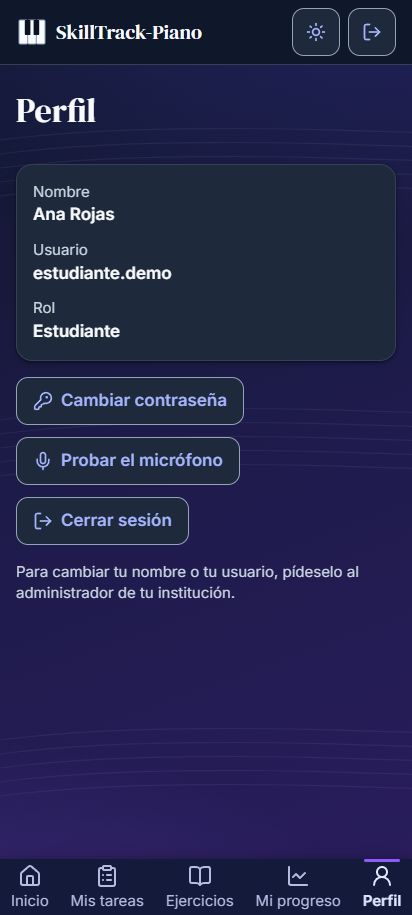 SkillTrack-Piano
Perfil
Nombre
Ana Rojas
Usuario
estudiante.demo
Rol
Estudiante
Cambiar contraseña
Probar el micrófono
Cerrar sesión
Para cambiar tu nombre o tu usuario, pídeselo al
administrador de tu institución.
Inicio
Mis tareas
Ejercicios
Mi progreso
Perfil